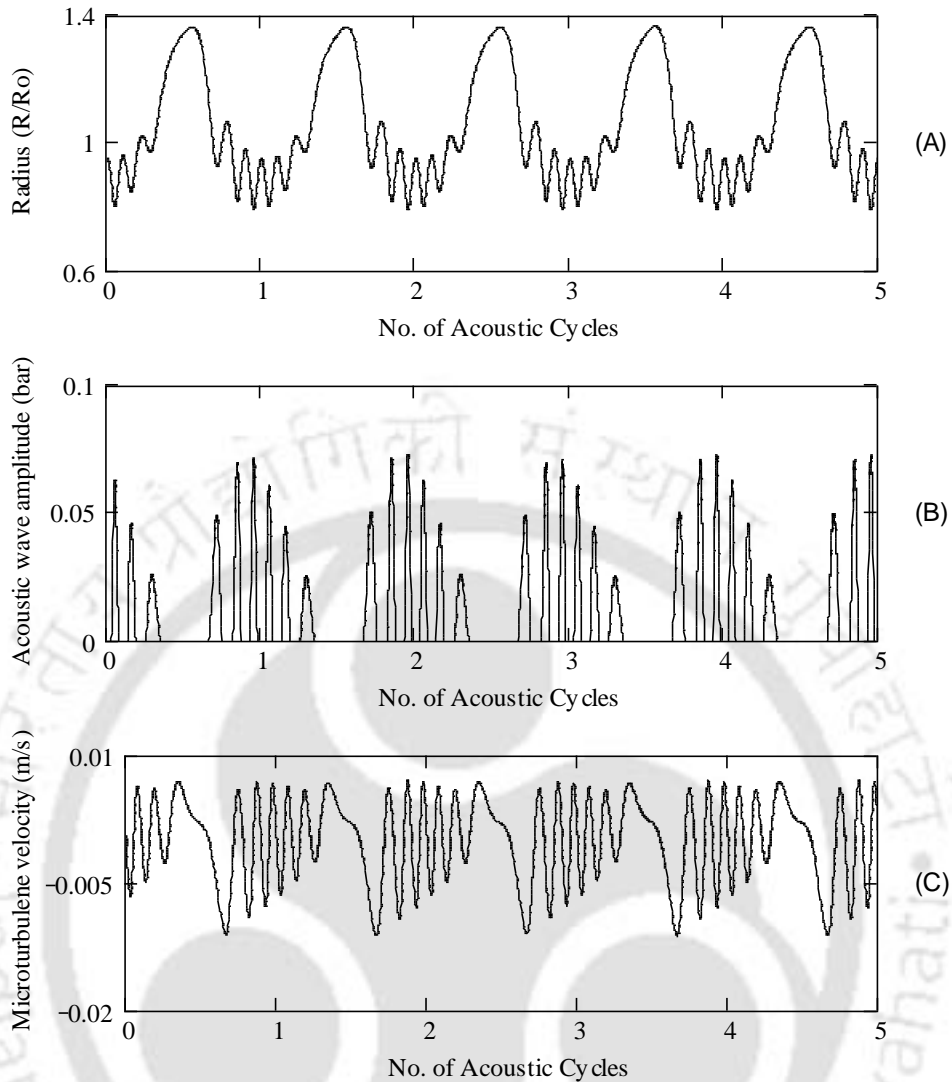 1.4
1
0.6
Radius (R/Ro)
(A)
0 1 2 3 4 5
No. of Acoustic Cycles
0.1
0.05
0
Acoustic wave amplitude (bar)
(B)
0 1 2 3 4 5
No. of Acoustic Cycles
0.01
−0.005
−0.02
Microturbulene velocity (m/s)
(C)
0 1 2 3 4 5
No. of Acoustic Cycles